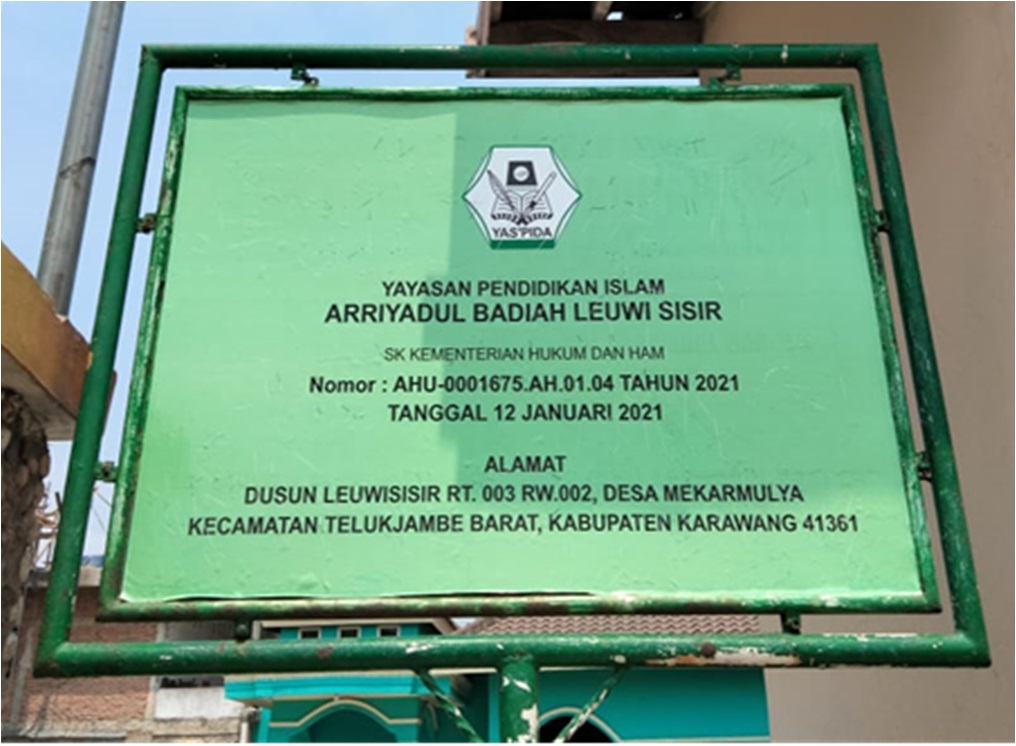 YAS'PIDA
YAYASAN PENDIDIKAN ISLAM
ARRIYADUL BADIAH LEUWI SISIR
SK KEMENTERIAN HUKUM DAN HAM
Nomor : AHU-0001675.AH.01.04 TAHUN 2021
TANGGAL 12 JANUARI 2021
ALAMAT
DUSUN LEUWISISIR RT. 003 RW.002, DESA MEKARMULYA
KECAMATAN TELUKJAMBE BARAT, KABUPATEN KARAWANG 41361